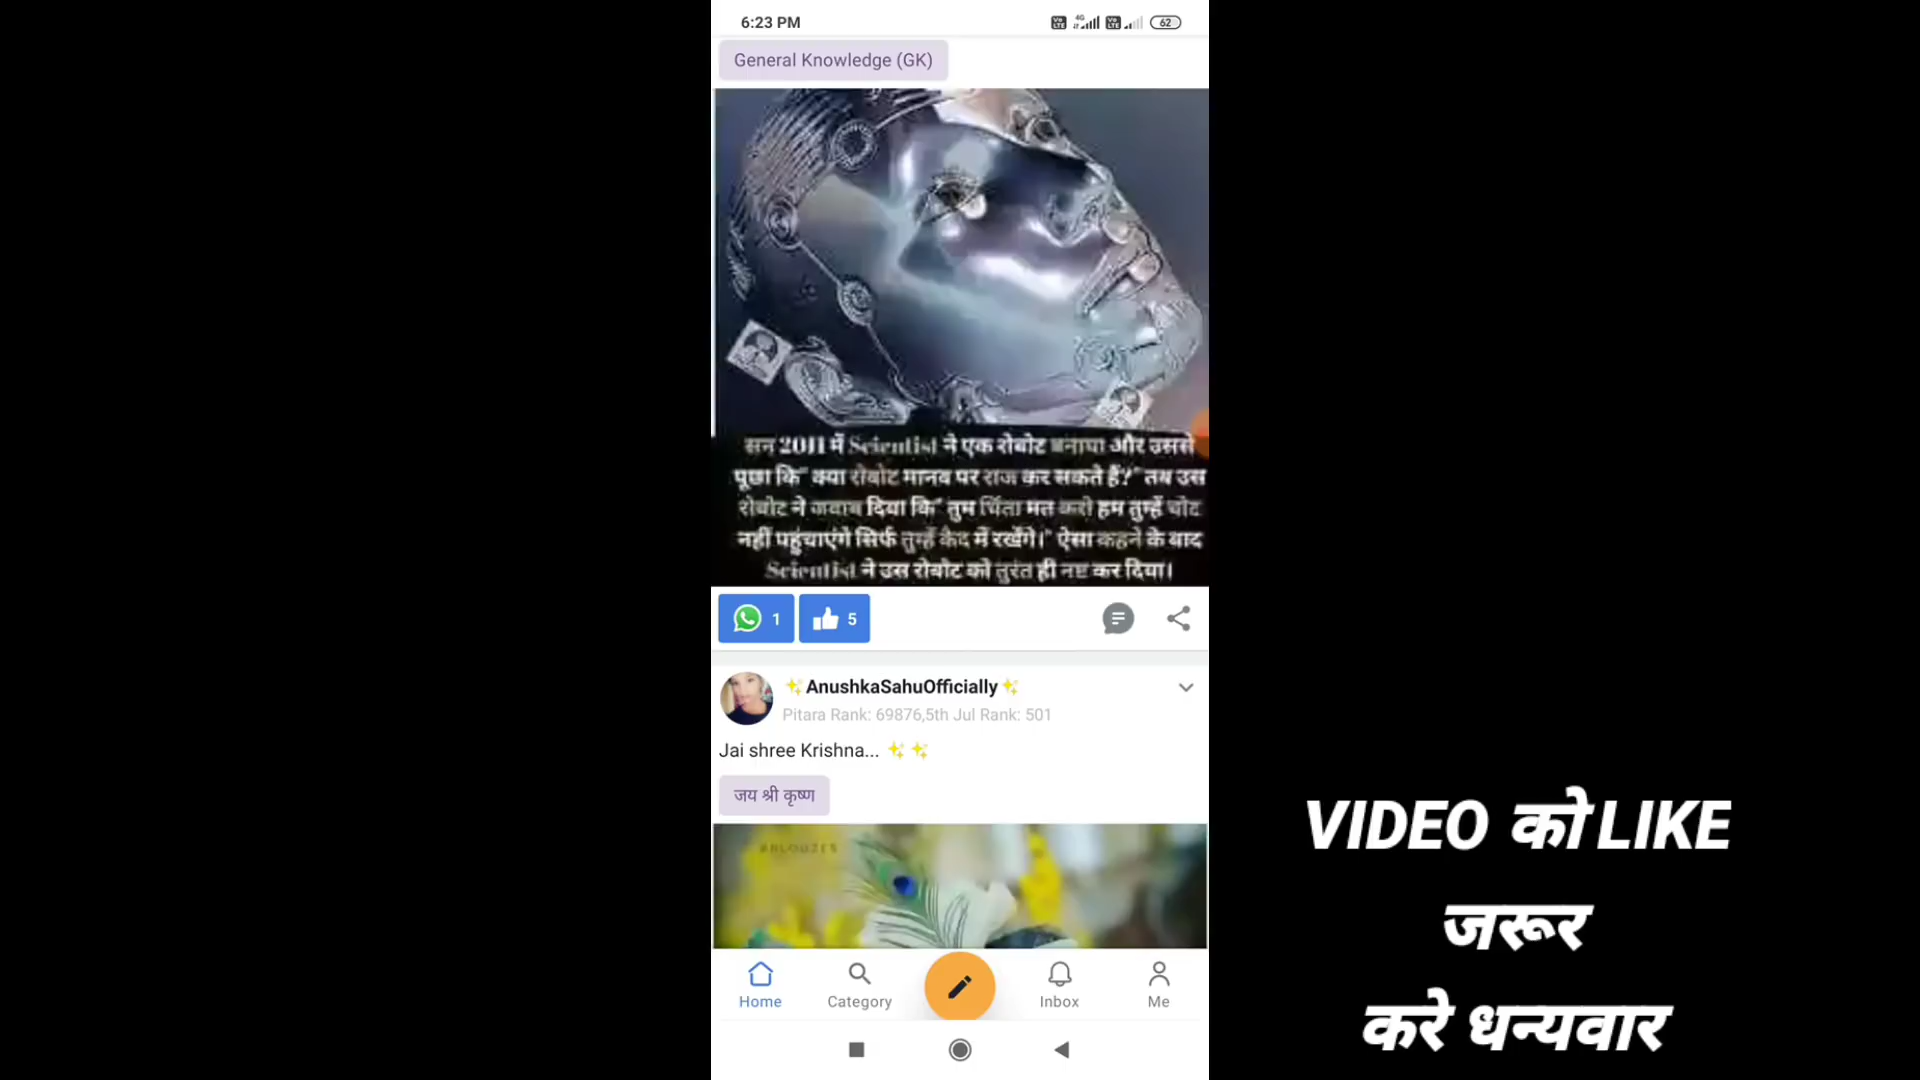 6:23 PM
62
General Knowledge (GK)
सन 2011 में Scientist ने एक रोबोट बनाया और उससे
पूछा कि" क्या रोबोट मानव पर राज कर सकते हैं?" तब उस
रोबोट ने जवाब दिया कि" तुम चिंता मत करो हम तुम्हें चोट
नहीं पहुंचाएंगे सिर्फ तुम्हें कैद में रखेंगे।" ऐसा कहने के बाद
Scientist ने उस रोबोट को तुरंत ही नष्ट कर दिया।
1 5
✨AnushkaSahuOfficially✨
Pitara Rank: 69876,5th Jul Rank: 501
Jai shree Krishna... ✨✨
जय श्री कृष्ण
Home Category Inbox Me
VIDEO को LIKE
जरूर
करे धन्यवार